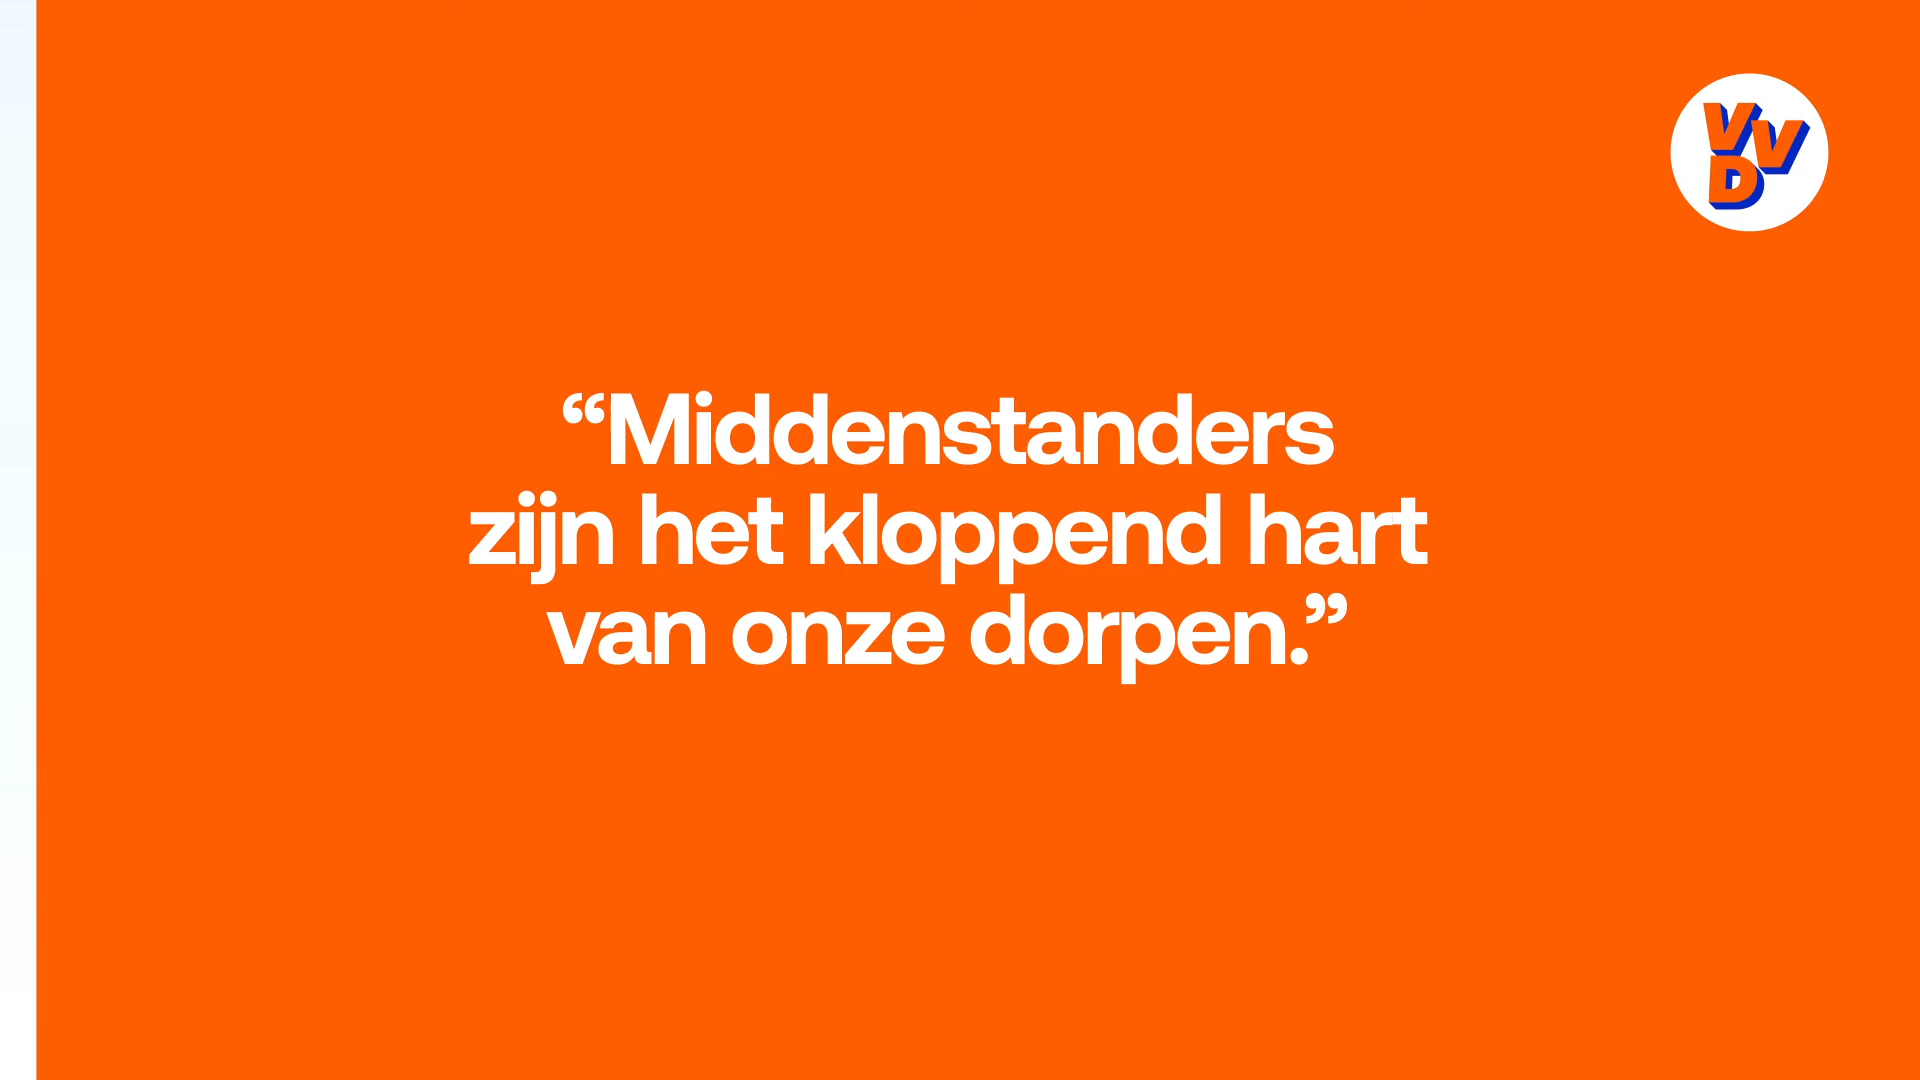 VVD
“Middenstanders
zijn het kloppend hart
van onze dorpen.”